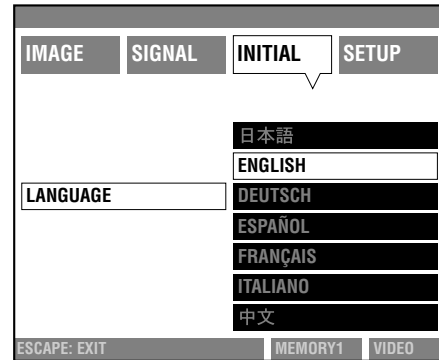 IMAGE SIGNAL INITIAL SETUP
日本語
ENGLISH
LANGUAGE DEUTSCH
ESPAÑOL
FRANÇAIS
ITALIANO
中文
ESCAPE: EXIT MEMORY1 VIDEO